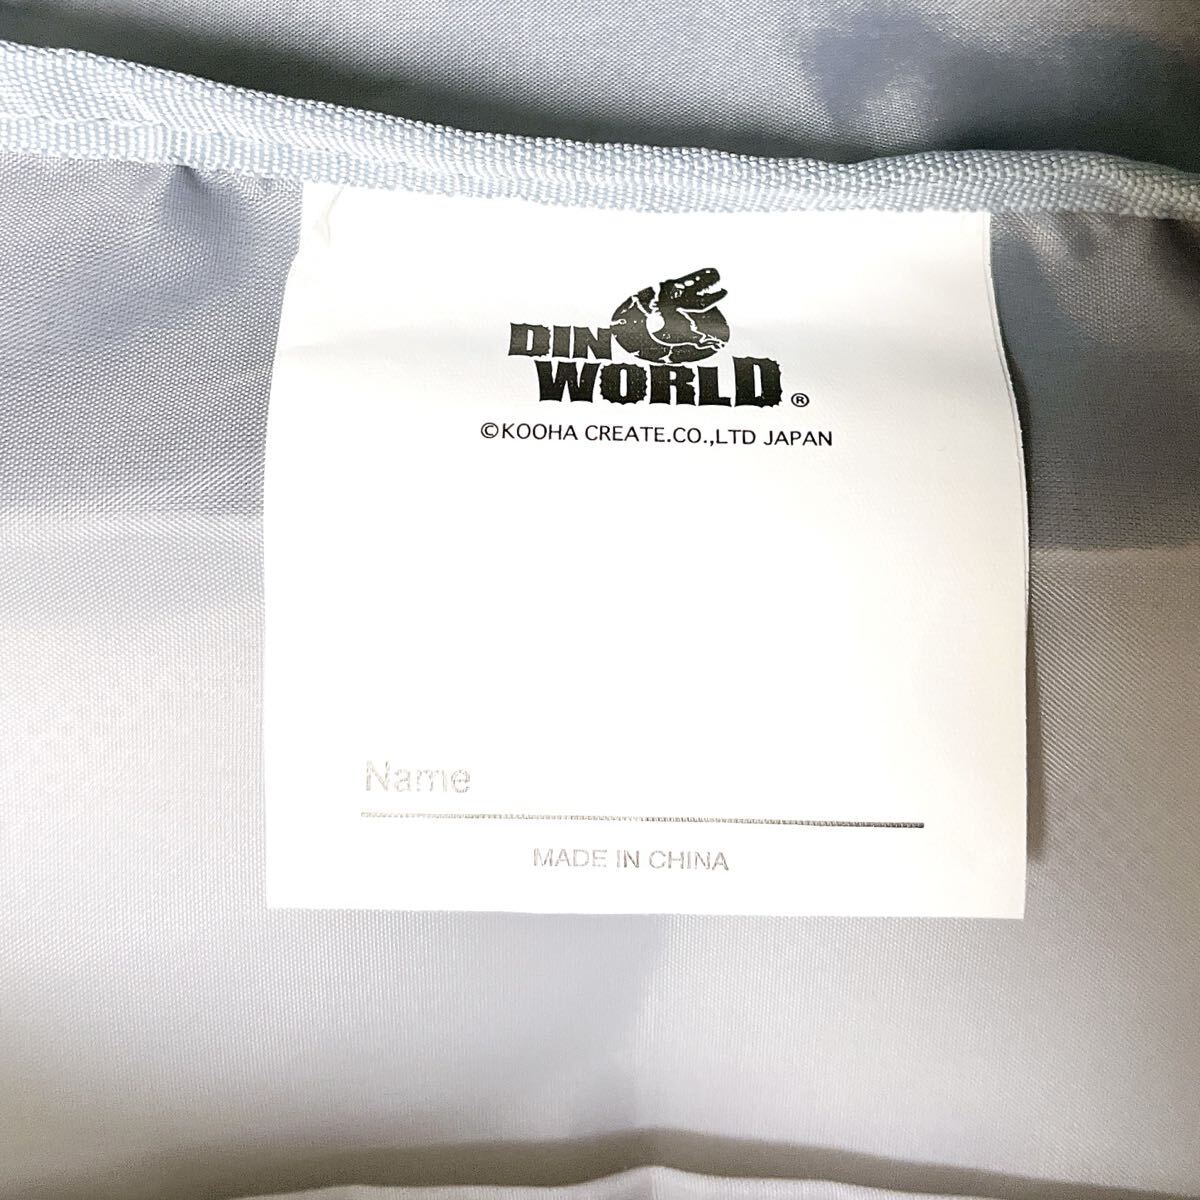 DINO
WORLD®
©KOOHA CREATE.CO.,LTD JAPAN
Name
MADE IN CHINA